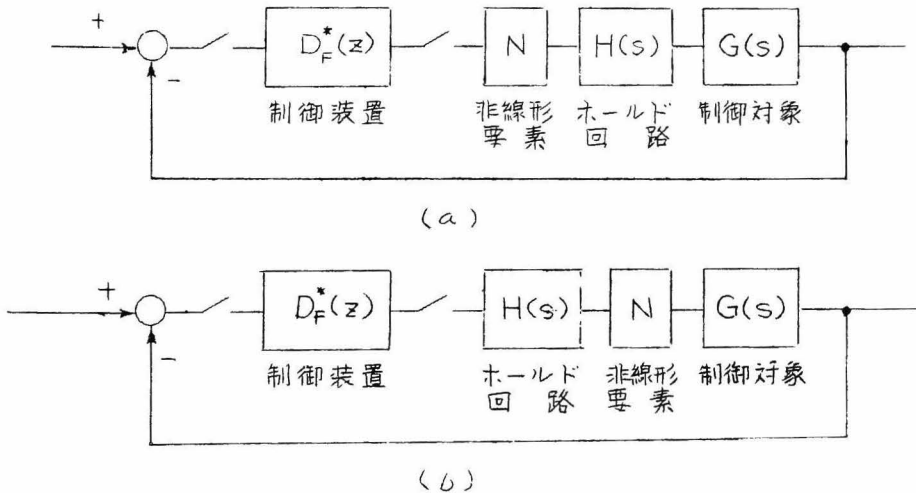 +
-
D*F(z)
N
H(s)
G(s)
制御装置
非線形
要素
ホールド
回路
制御対象
(a)
+
-
D*F(z)
H(s)
N
G(s)
制御装置
ホールド
回路
非線形
要素
制御対象
(b)